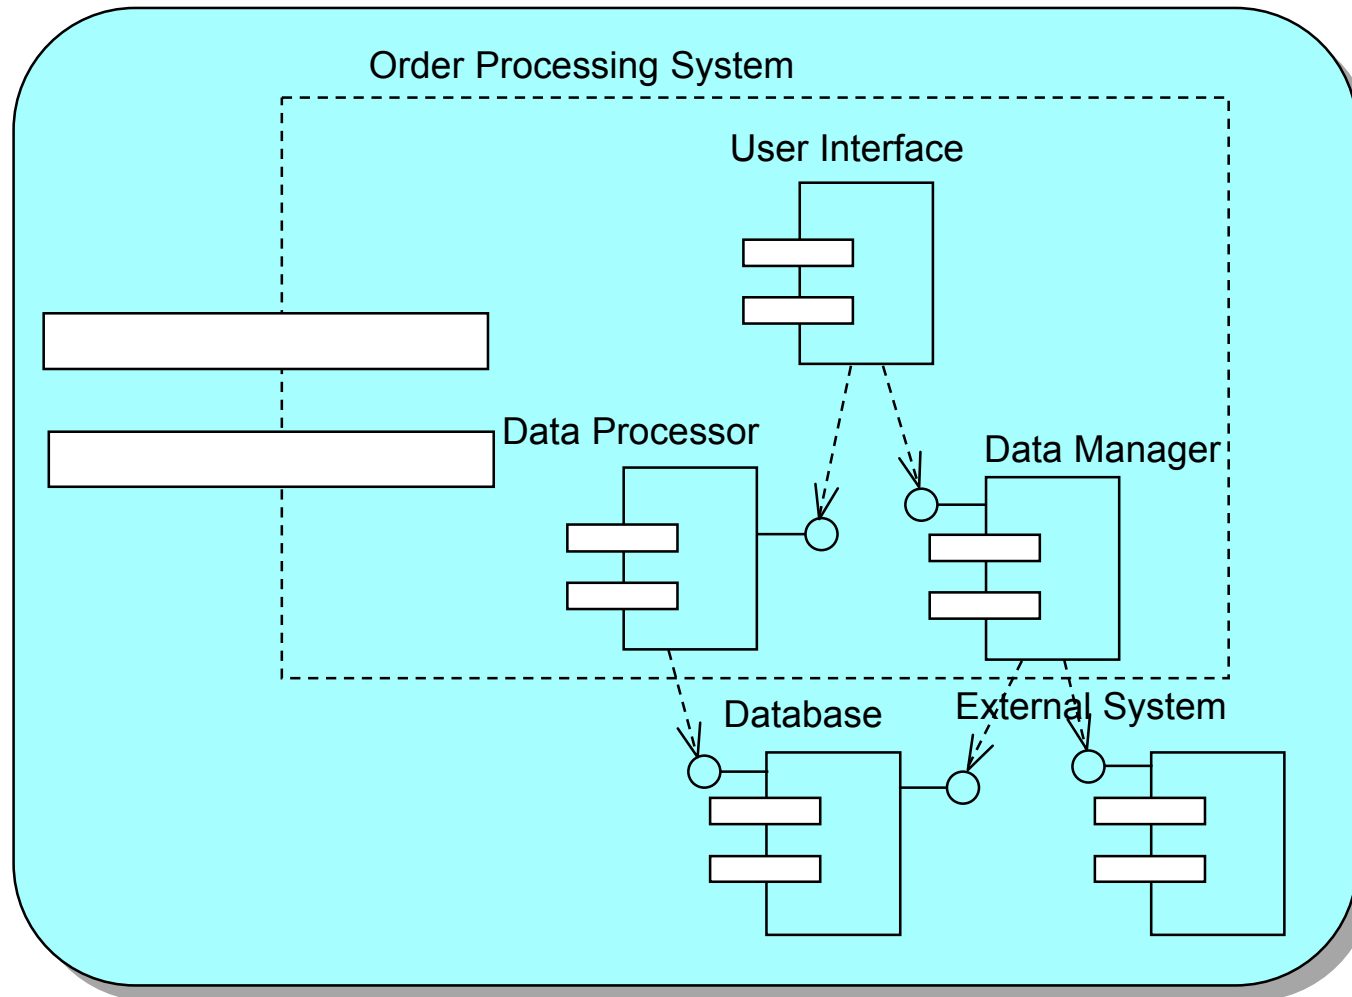 Order Processing System
User Interface
Data Processor
Data Manager
Database
External System